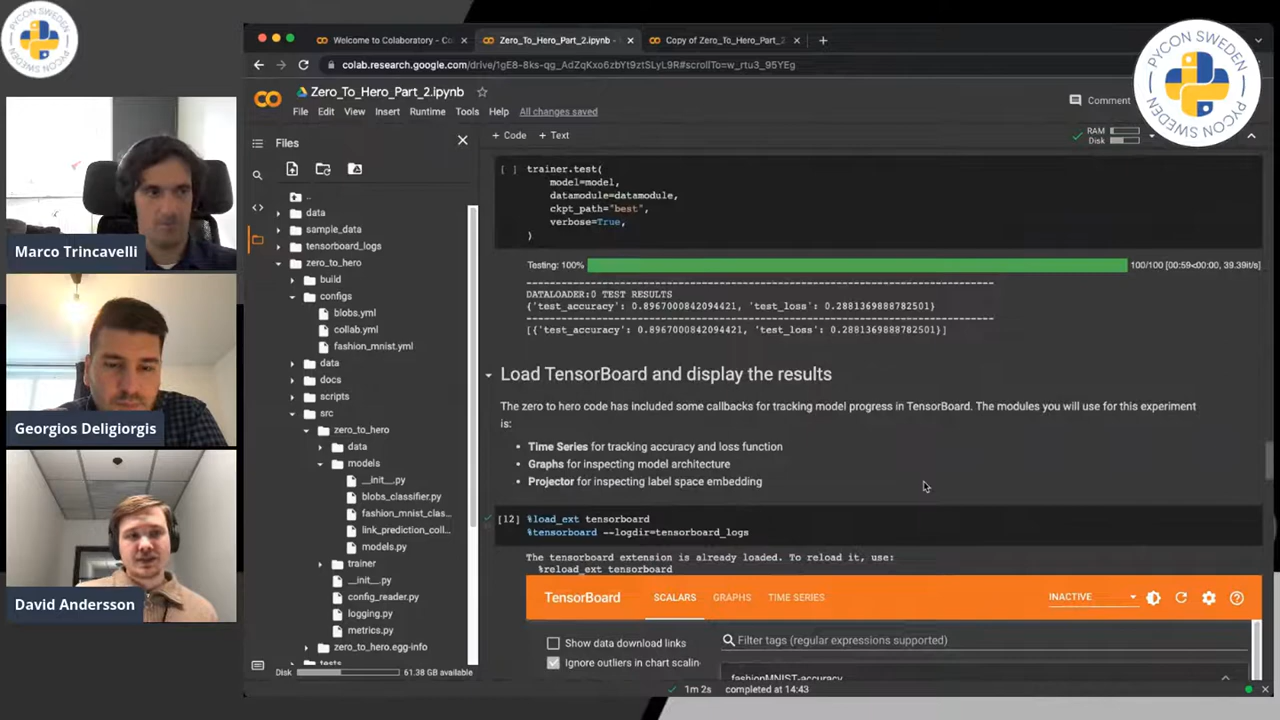 PYCON SWEDEN
Marco Trincavelli
Georgios Deligiorgis
David Andersson
Welcome to Colaboratory - Co
Zero_To_Hero_Part_2.ipynb -
Copy of Zero_To_Hero_Part_2
PYCON SWEDEN
colab.research.google.com/drive/1gE8-8ks-qg_AdZqKxo6zbYt9ztSLyL9R#scrollTo=w_rtu3_95YEg
Zero_To_Hero_Part_2.ipynb
File Edit View Insert Runtime Tools Help All changes saved
Comment
Files
+ Code + Text
RAM
Disk
..
data
sample_data
tensorboard_logs
zero_to_hero
build
configs
blobs.yml
collab.yml
fashion_mnist.yml
data
docs
scripts
src
zero_to_hero
data
models
__init__.py
blobs_classifier.py
fashion_mnist_clas...
link_prediction_coll...
models.py
trainer
__init__.py
config_reader.py
logging.py
metrics.py
zero_to_hero.egg-info
tests
Disk 61.38 GB available
[ ] trainer.test(
model=model,
datamodule=datamodule,
ckpt_path="best",
verbose=True,
)
Testing: 100% 100/100 [00:59<00:00, 39.39it/s]
--------------------------------------------------------------------------------
DATALOADER:0 TEST RESULTS
{'test_accuracy': 0.8967000842094421, 'test_loss': 0.2881369888782501}
--------------------------------------------------------------------------------
[{'test_accuracy': 0.8967000842094421, 'test_loss': 0.2881369888782501}]
Load TensorBoard and display the results
The zero to hero code has included some callbacks for tracking model progress in TensorBoard. The modules you will use for this experiment
is:
• Time Series for tracking accuracy and loss function
• Graphs for inspecting model architecture
• Projector for inspecting label space embedding
[12] %load_ext tensorboard
%tensorboard --logdir=tensorboard_logs
The tensorboard extension is already loaded. To reload it, use:
%reload_ext tensorboard
TensorBoard SCALARS GRAPHS TIME SERIES INACTIVE
Show data download links
Ignore outliers in chart scalin
Filter tags (regular expressions supported)
fashionMNIST-accuracy
1m 2s completed at 14:43